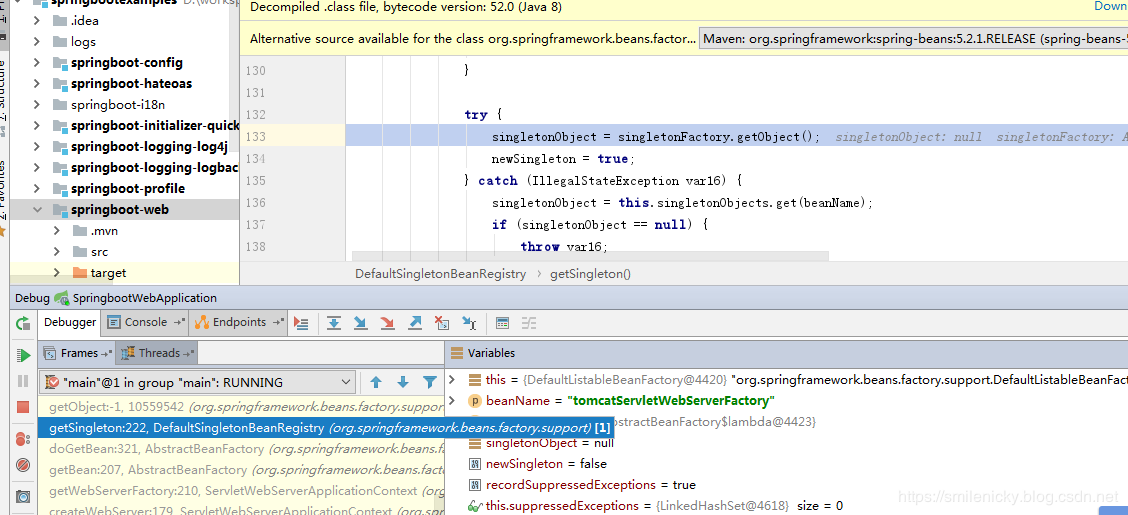 springbootexamples D:\works
.idea
logs
springboot-config
springboot-hateoas
springboot-i18n
springboot-initializer-quick
springboot-logging-log4j
springboot-logging-logbac
springboot-profile
springboot-web
.mvn
src
target
Z: Structure
2: Favorites
Decompiled .class file, bytecode version: 52.0 (Java 8)
Down
Alternative source available for the class org.springframework.beans.factor...
Maven: org.springframework:spring-beans:5.2.1.RELEASE (spring-beans-5
130 }
131
132 try {
133 singletonObject = singletonFactory.getObject(); singletonObject: null singletonFactory: A
134 newSingleton = true;
135 } catch (IllegalStateException var16) {
136 singletonObject = this.singletonObjects.get(beanName);
137 if (singletonObject == null) {
138 throw var16;
DefaultSingletonBeanRegistry › getSingleton()
Debug SpringbootWebApplication
Debugger Console Endpoints
Frames Threads
"main"@1 in group "main": RUNNING
getObject:-1, 10559542 (org.springframework.beans.factory.suppor
getSingleton:222, DefaultSingletonBeanRegistry (org.springframework.beans.factory.support) [1]
doGetBean:321, AbstractBeanFactory (org.springframework.beans.fa
getBean:207, AbstractBeanFactory (org.springframework.beans.facto
getWebServerFactory:210, ServletWebServerApplicationContext (org
createWebServer:179, ServletWebServerApplicationContext (org.spr
Variables
this = {DefaultListableBeanFactory@4420} "org.springframework.beans.factory.support.DefaultListableBeanFact
beanName = "tomcatServletWebServerFactory"
bstractBeanFactory$lambda@4423}
singletonObject = null
newSingleton = false
recordSuppressedExceptions = true
this.suppressedExceptions = {LinkedHashSet@4618} size = 0
https://smilenicky.blog.csdn.net